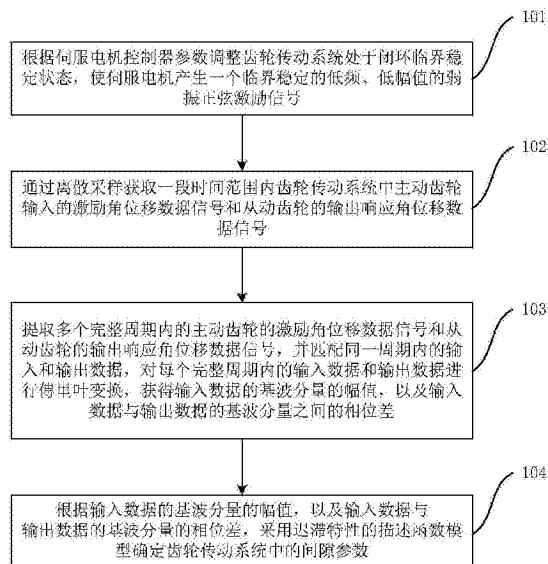 101
根据伺服电机控制器参数调整齿轮传动系统处于闭环临界稳
定状态，使伺服电机产生一个临界稳定的低频、低幅值的弱
振正弦激励信号
102
通过离散采样获取一段时间范围内齿轮传动系统中主动齿轮
输入的激励角位移数据信号和从动齿轮的输出响应角位移数
据信号
103
提取多个完整周期内的主动齿轮的激励角位移数据信号和从
动齿轮的输出响应角位移数据信号，并匹配同一周期内的输
入和输出数据，对每个完整周期内的输入数据和输出数据进
行傅里叶变换，获得输入数据的基波分量的幅值，以及输入
数据与输出数据的基波分量之间的相位差
104
根据输入数据的基波分量的幅值，以及输入数据与
输出数据的基波分量的相位差，采用迟滞特性的描述函数模
型确定齿轮传动系统中的间隙参数